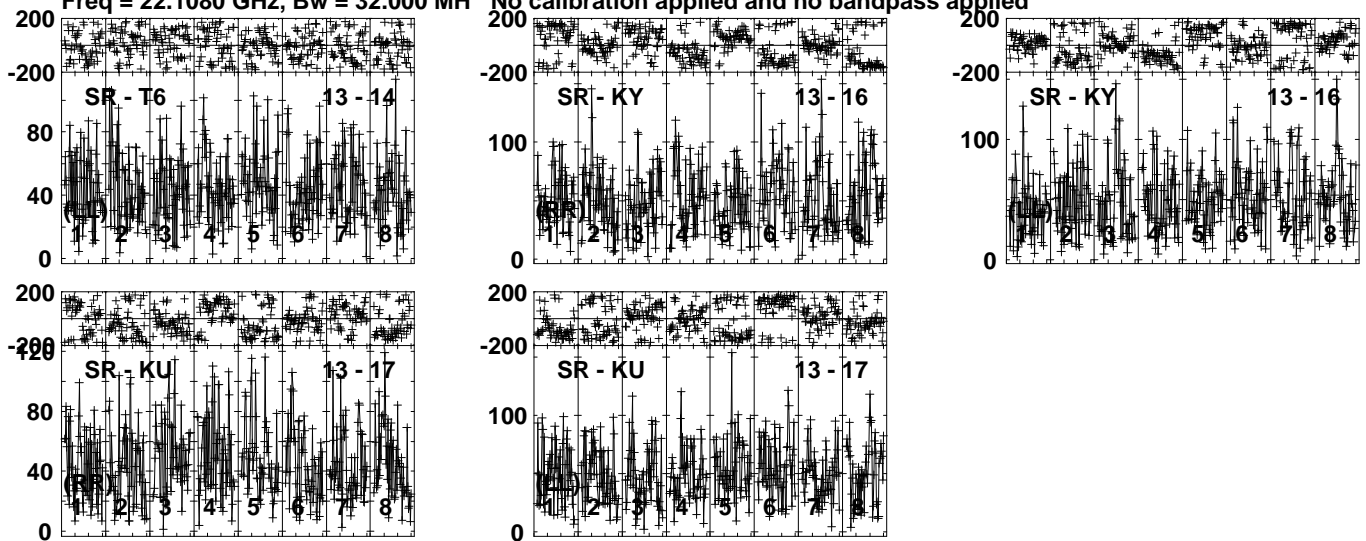 Freq = 22.1080 GHz, Bw = 32.000 MH No calibration applied and no bandpass applied
200
-200
SR - T6 13 - 14
80
40
0
(LL)
1 2 3 4 5 6 7 8
200
-200
SR - KY 13 - 16
100
0
(RR)
1 2 3 4 5 6 7 8
200
-200
SR - KY 13 - 16
100
0
(LL)
1 2 3 4 5 6 7 8
200
-200
120
SR - KU 13 - 17
80
40
0
(RR)
1 2 3 4 5 6 7 8
200
-200
SR - KU 13 - 17
100
0
(LL)
1 2 3 4 5 6 7 8